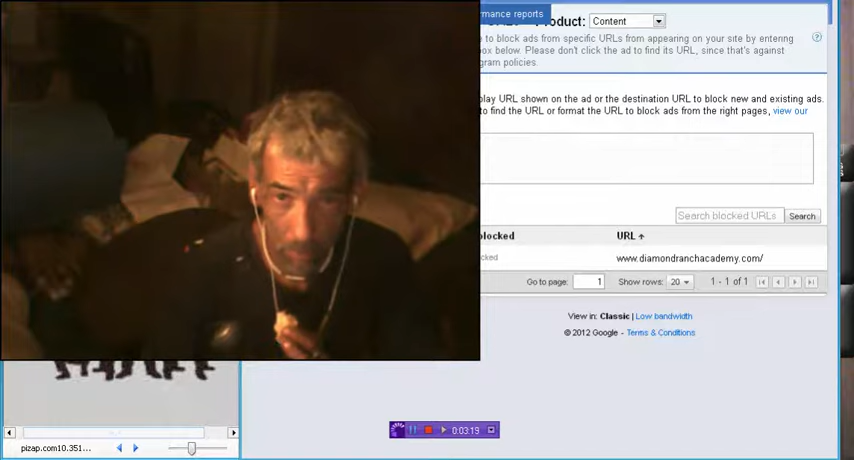 rmance reports
Product: Content
e to block ads from specific URLs from appearing on your site by entering
box below. Please don't click the ad to find its URL, since that's against
gram policies.
play URL shown on the ad or the destination URL to block new and existing ads.
to find the URL or format the URL to block ads from the right pages, view our
Search blocked URLs Search
blocked URL
cked www.diamondranchacademy.com/
Go to page: 1 Show rows: 20 1 - 1 of 1
View in: Classic | Low bandwidth
© 2012 Google - Terms & Conditions
0:03:19
pizap.com10.351...